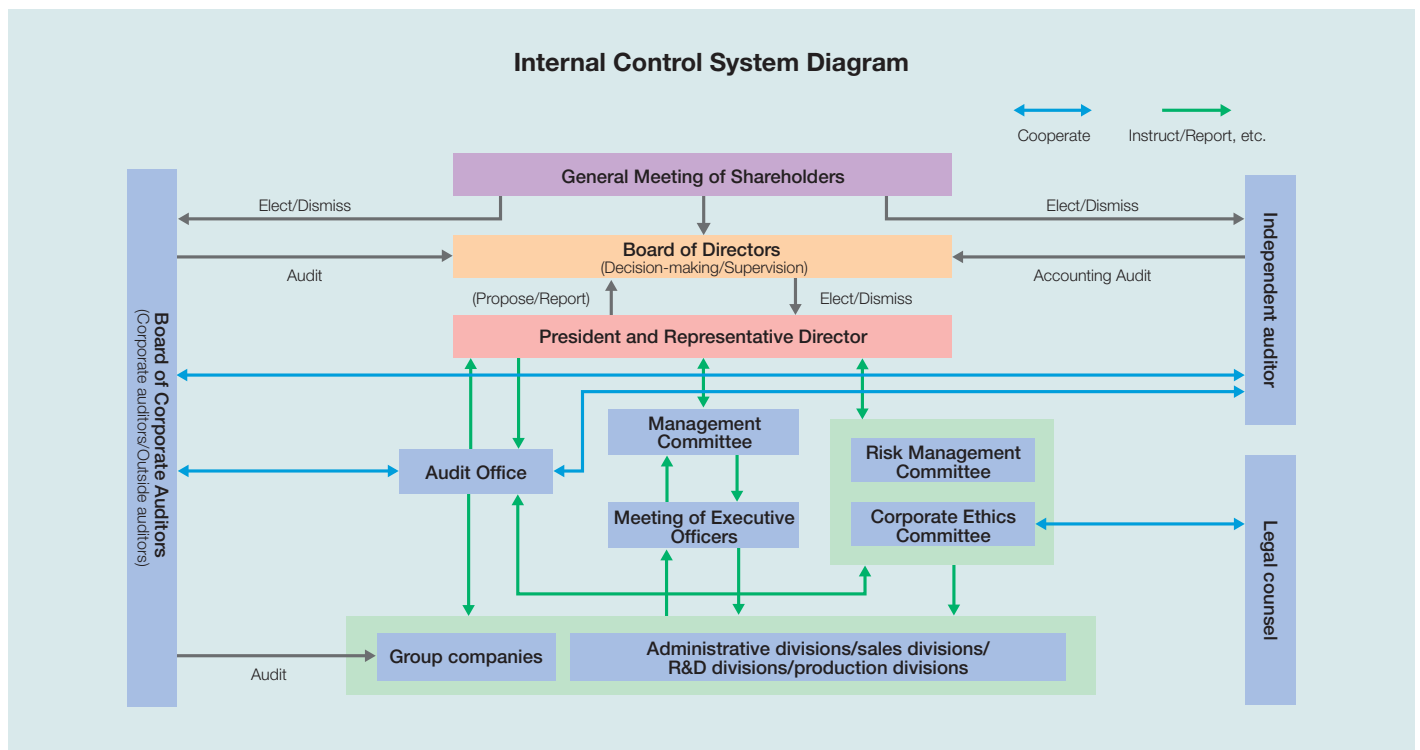 Internal Control System Diagram
Cooperate
Instruct/Report, etc.
General Meeting of Shareholders
Elect/Dismiss
Elect/Dismiss
Board of Directors
(Decision-making/Supervision)
Audit
Accounting Audit
(Propose/Report)
Elect/Dismiss
President and Representative Director
Board of Corporate Auditors
(Corporate auditors/Outside auditors)
Independent auditor
Management
Committee
Audit Office
Risk Management
Committee
Meeting of Executive
Officers
Corporate Ethics
Committee
Legal counsel
Group companies
Administrative divisions/sales divisions/
R&D divisions/production divisions
Audit